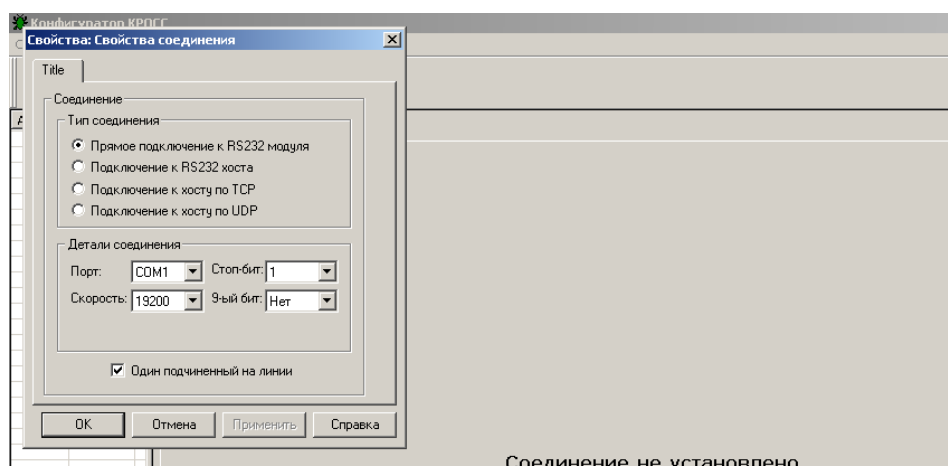 Конфигуратор КРОСС
Свойства: Свойства соединения
Title
Соединение
Тип соединения
Прямое подключение к RS232 модуля
Подключение к RS232 хоста
Подключение к хосту по TCP
Подключение к хосту по UDP
Детали соединения
Порт: COM1 Стоп-бит: 1
Скорость: 19200 9-ый бит: Нет
Один подчиненный на линии
OK Отмена Применить Справка
Соединение не установлено